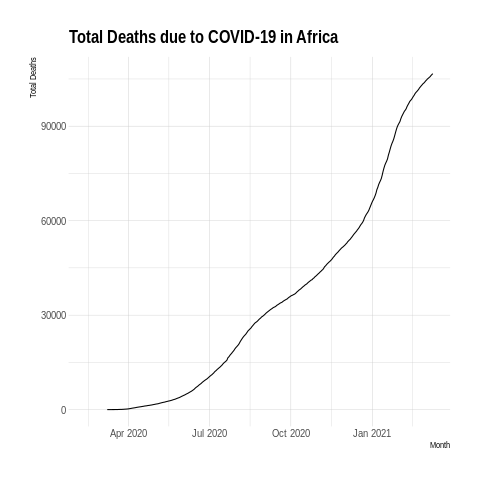 Total Deaths due to COVID-19 in Africa
Total Deaths
90000
60000
30000
0
Apr 2020 Jul 2020 Oct 2020 Jan 2021
Month